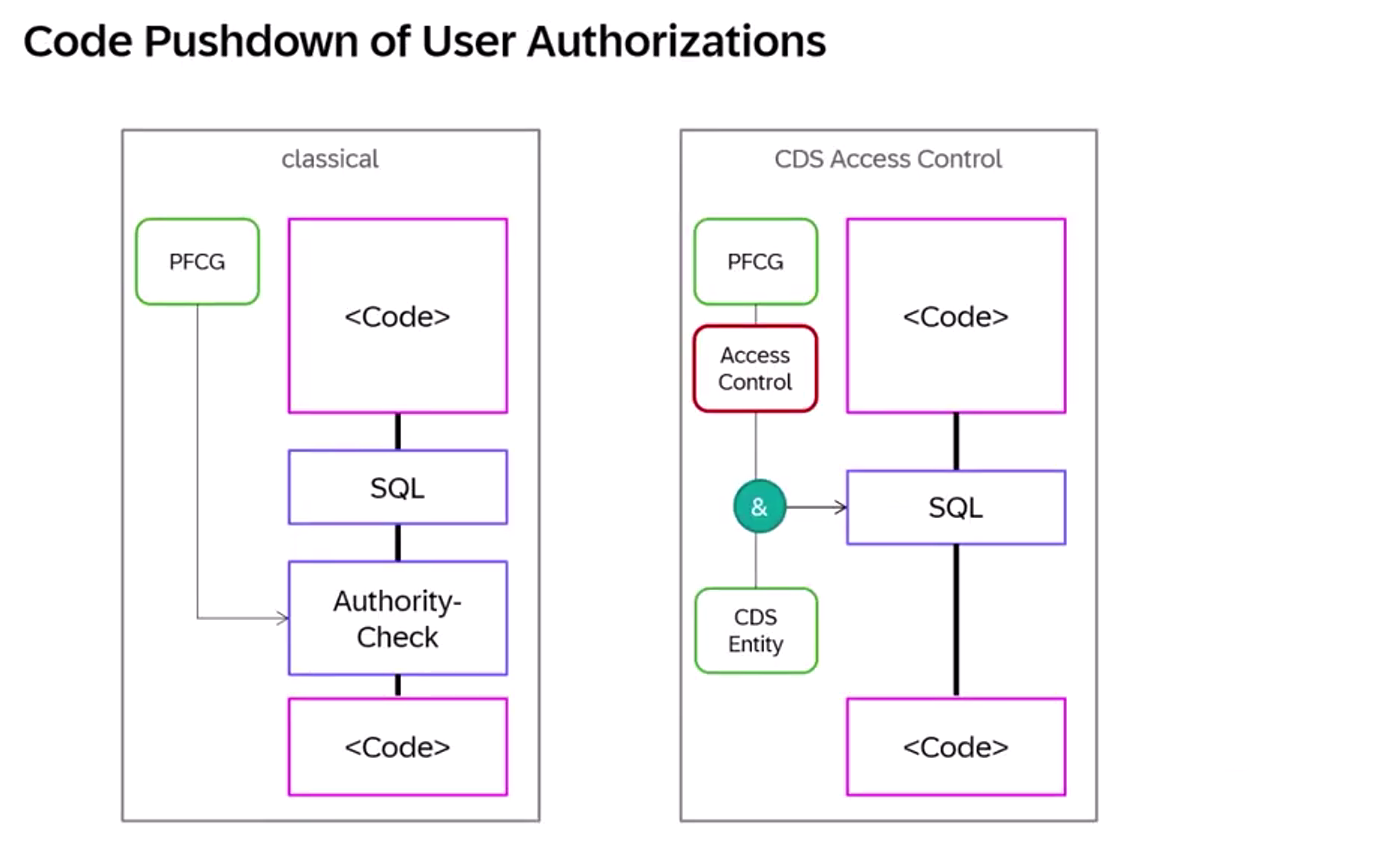 Code Pushdown of User Authorizations
classical
PFCG
<Code>
SQL
Authority-
Check
<Code>
CDS Access Control
PFCG
Access
Control
&
CDS
Entity
<Code>
SQL
<Code>